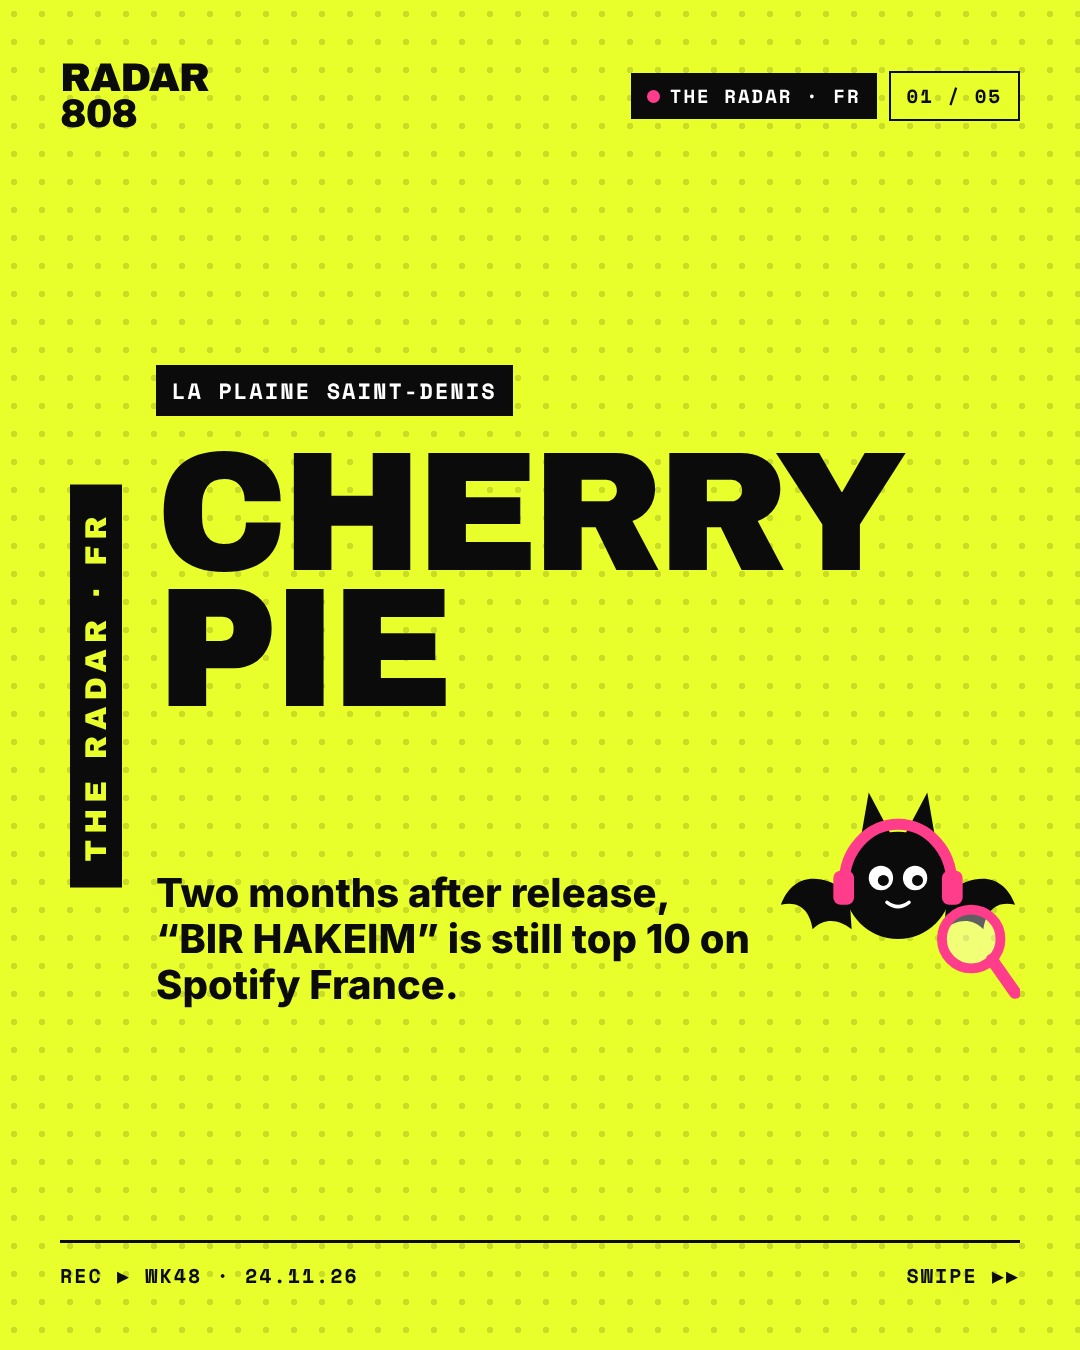 RADAR
808
THE RADAR · FR
01 / 05
LA PLAINE SAINT-DENIS
CHERRY
PIE
THE RADAR · FR
Two months after release,
“BIR HAKEIM” is still top 10 on
Spotify France.
REC ▶ WK48 · 24.11.26
SWIPE ▶▶